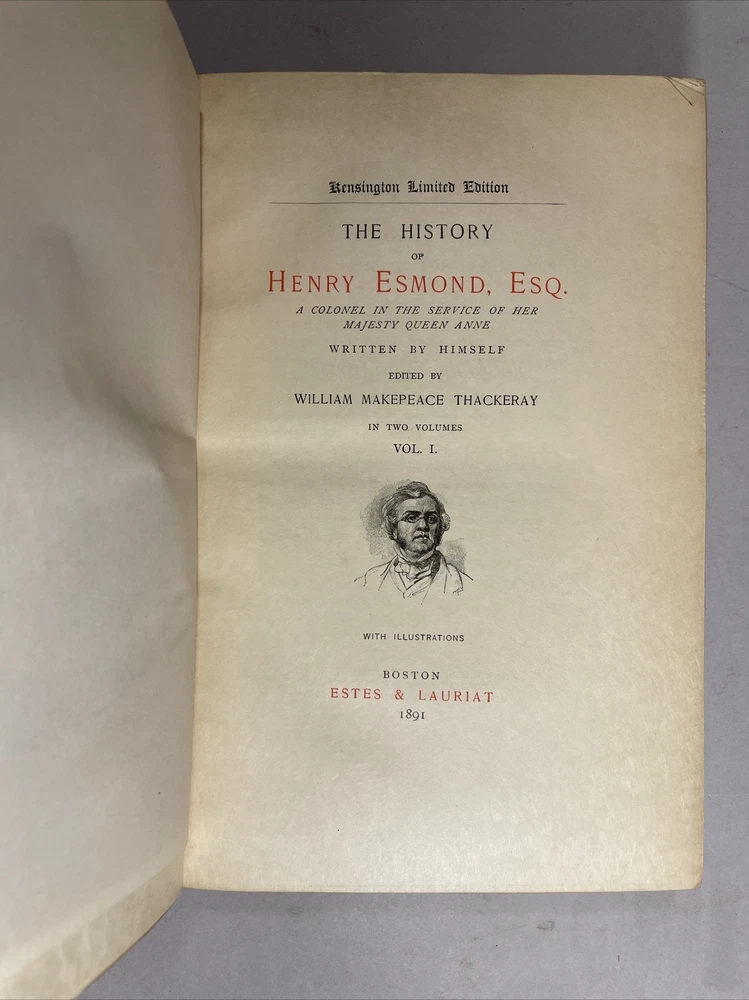 Kensington Limited Edition
THE HISTORY
OF
HENRY ESMOND, ESQ.
A COLONEL IN THE SERVICE OF HER
MAJESTY QUEEN ANNE
WRITTEN BY HIMSELF
EDITED BY
WILLIAM MAKEPEACE THACKERAY
IN TWO VOLUMES
VOL. I.
WITH ILLUSTRATIONS
BOSTON
ESTES & LAURIAT
1891